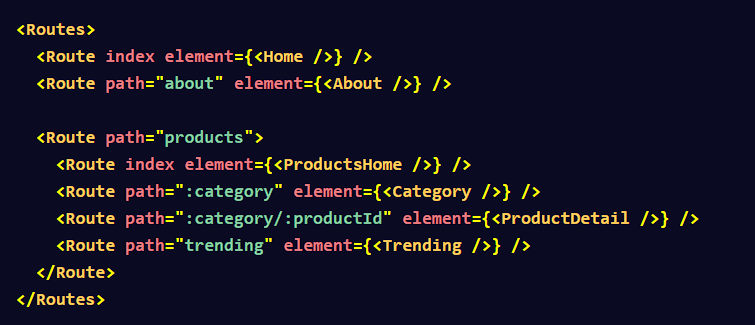 <Routes>
  <Route index element={<Home />} />
  <Route path="about" element={<About />} />

  <Route path="products">
    <Route index element={<ProductsHome />} />
    <Route path=":category" element={<Category />} />
    <Route path=":category/:productId" element={<ProductDetail />} />
    <Route path="trending" element={<Trending />} />
  </Route>
</Routes>